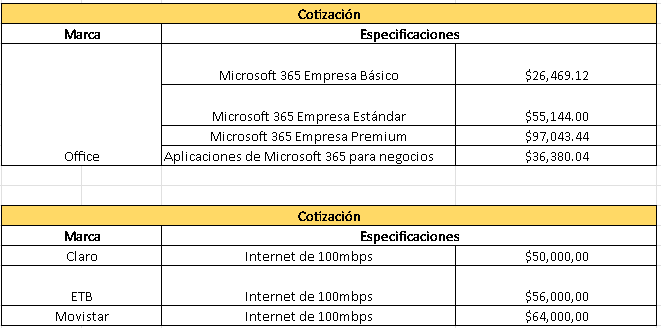 Cotización
Marca Especificaciones
Microsoft 365 Empresa Básico $26,469.12
Microsoft 365 Empresa Estándar $55,144.00
Microsoft 365 Empresa Premium $97,043.44
Office Aplicaciones de Microsoft 365 para negocios $36,380.04
Cotización
Marca Especificaciones
Claro Internet de 100mbps $50,000,00
ETB Internet de 100mbps $56,000,00
Movistar Internet de 100mbps $64,000,00